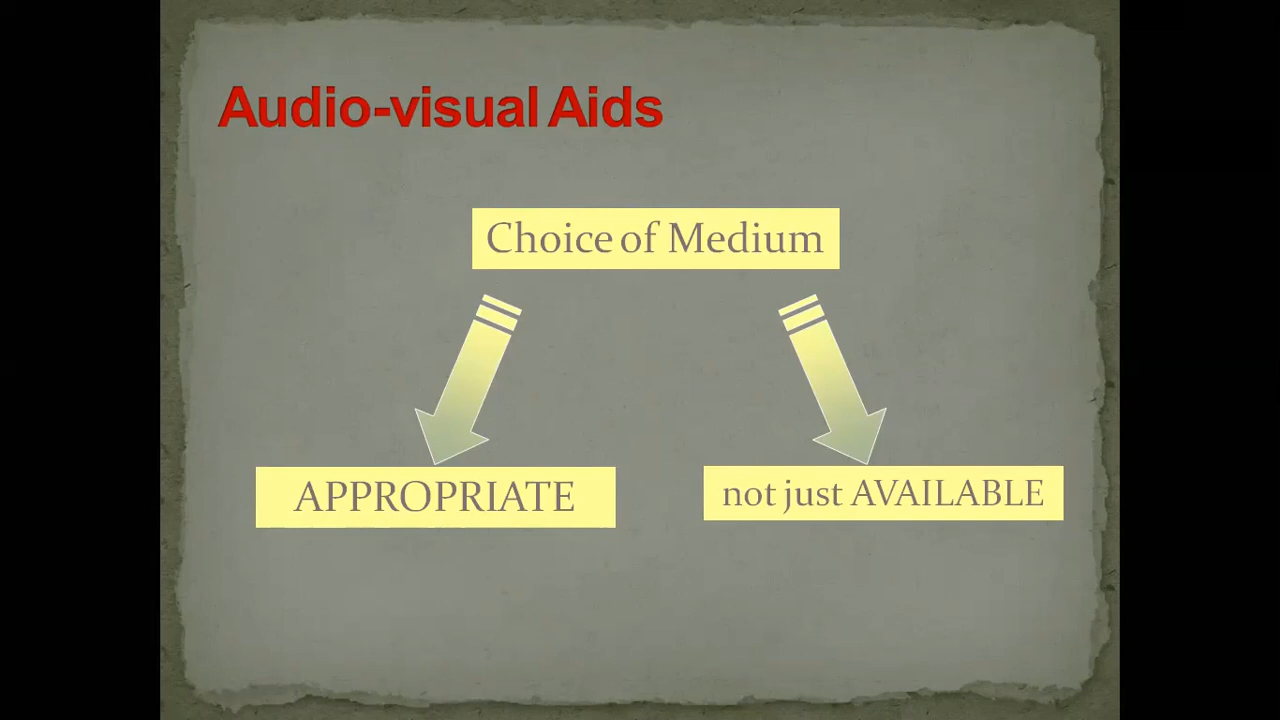 Audio-visual Aids
Choice of Medium
APPROPRIATE
not just AVAILABLE